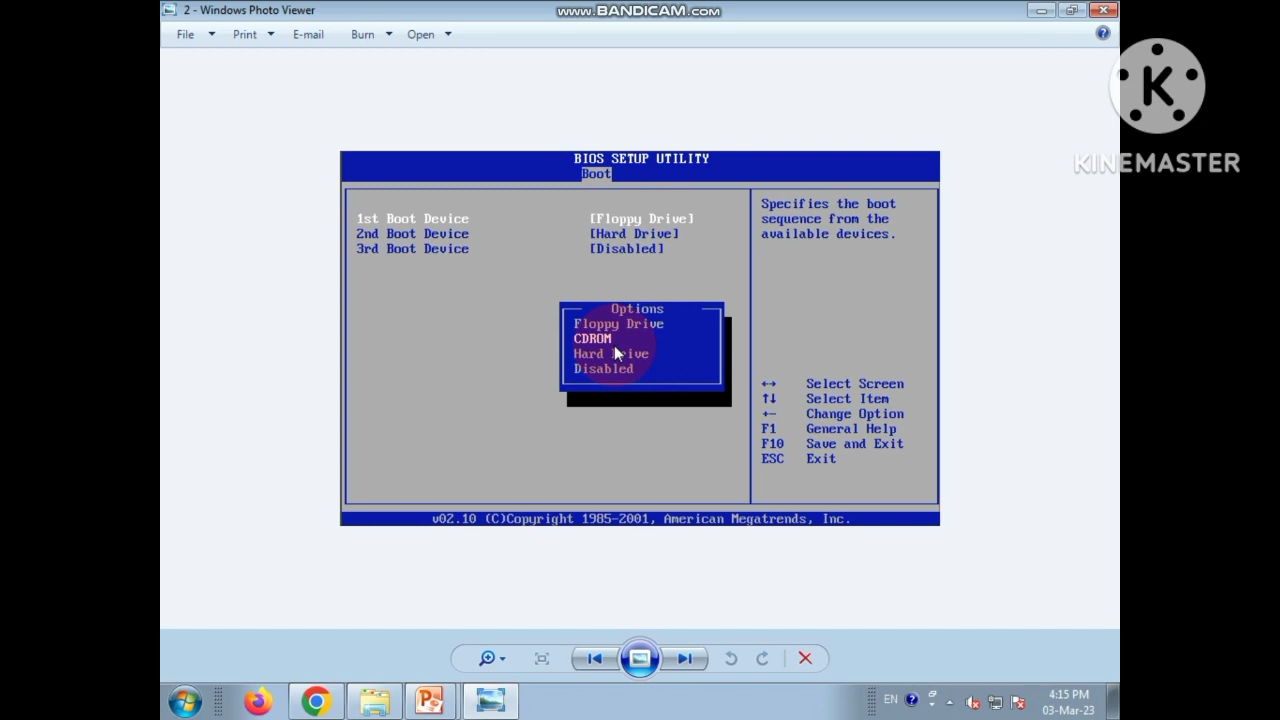 2 - Windows Photo Viewer
www.BANDICAM.com
File Print E-mail Burn Open
K
KINEMASTER
BIOS SETUP UTILITY
Boot
1st Boot Device [Floppy Drive]
2nd Boot Device [Hard Drive]
3rd Boot Device [Disabled]
Specifies the boot
sequence from the
available devices.
Options
Floppy Drive
CDROM
Hard Drive
Disabled
↔ Select Screen
↑↓ Select Item
+- Change Option
F1 General Help
F10 Save and Exit
ESC Exit
v02.10 (C)Copyright 1985-2001, American Megatrends, Inc.
EN
4:15 PM
03-Mar-23